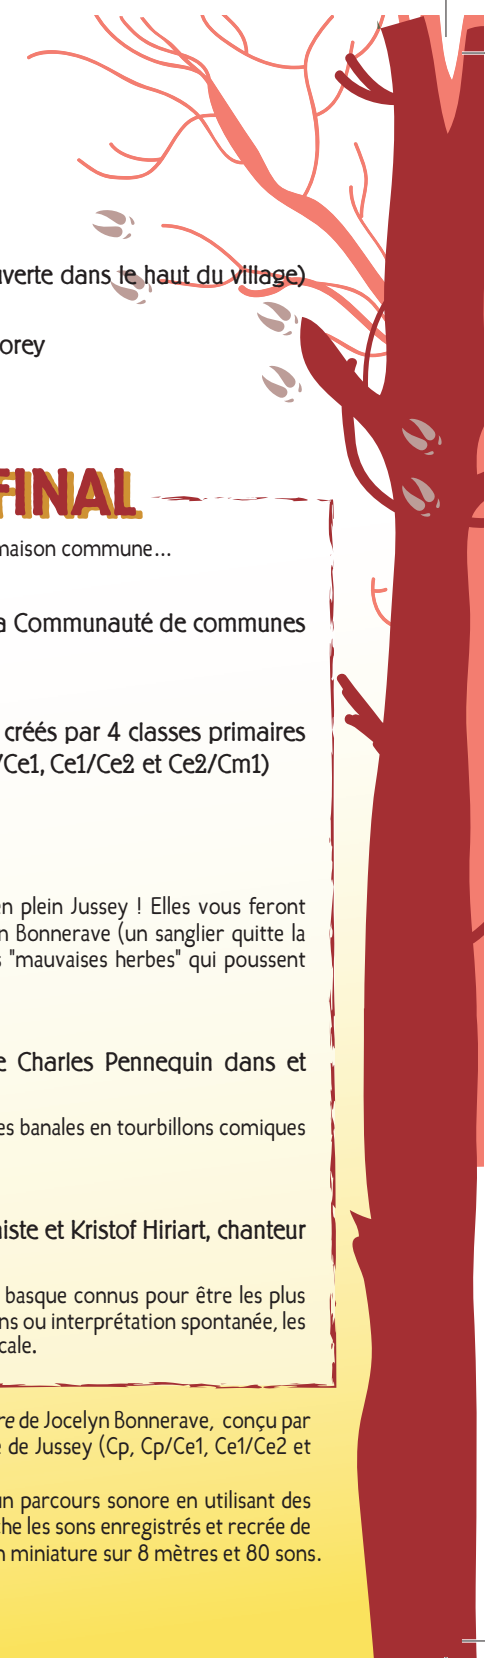 verte dans le haut du village)
orey
FINAL
maison commune...
a Communauté de communes
créés par 4 classes primaires
/Ce1, Ce1/Ce2 et Ce2/Cm1)
en plein Jussey ! Elles vous feront
n Bonnerave (un sanglier quitte la
s "mauvaises herbes" qui poussent
e Charles Pennequin dans et
es banales en tourbillons comiques
niste et Kristof Hiriart, chanteur
basque connus pour être les plus
ns ou interprétation spontanée, les
cale.
re de Jocelyn Bonnerave, conçu par
e de Jussey (Cp, Cp/Ce1, Ce1/Ce2 et
un parcours sonore en utilisant des
che les sons enregistrés et recrée de
n miniature sur 8 mètres et 80 sons.